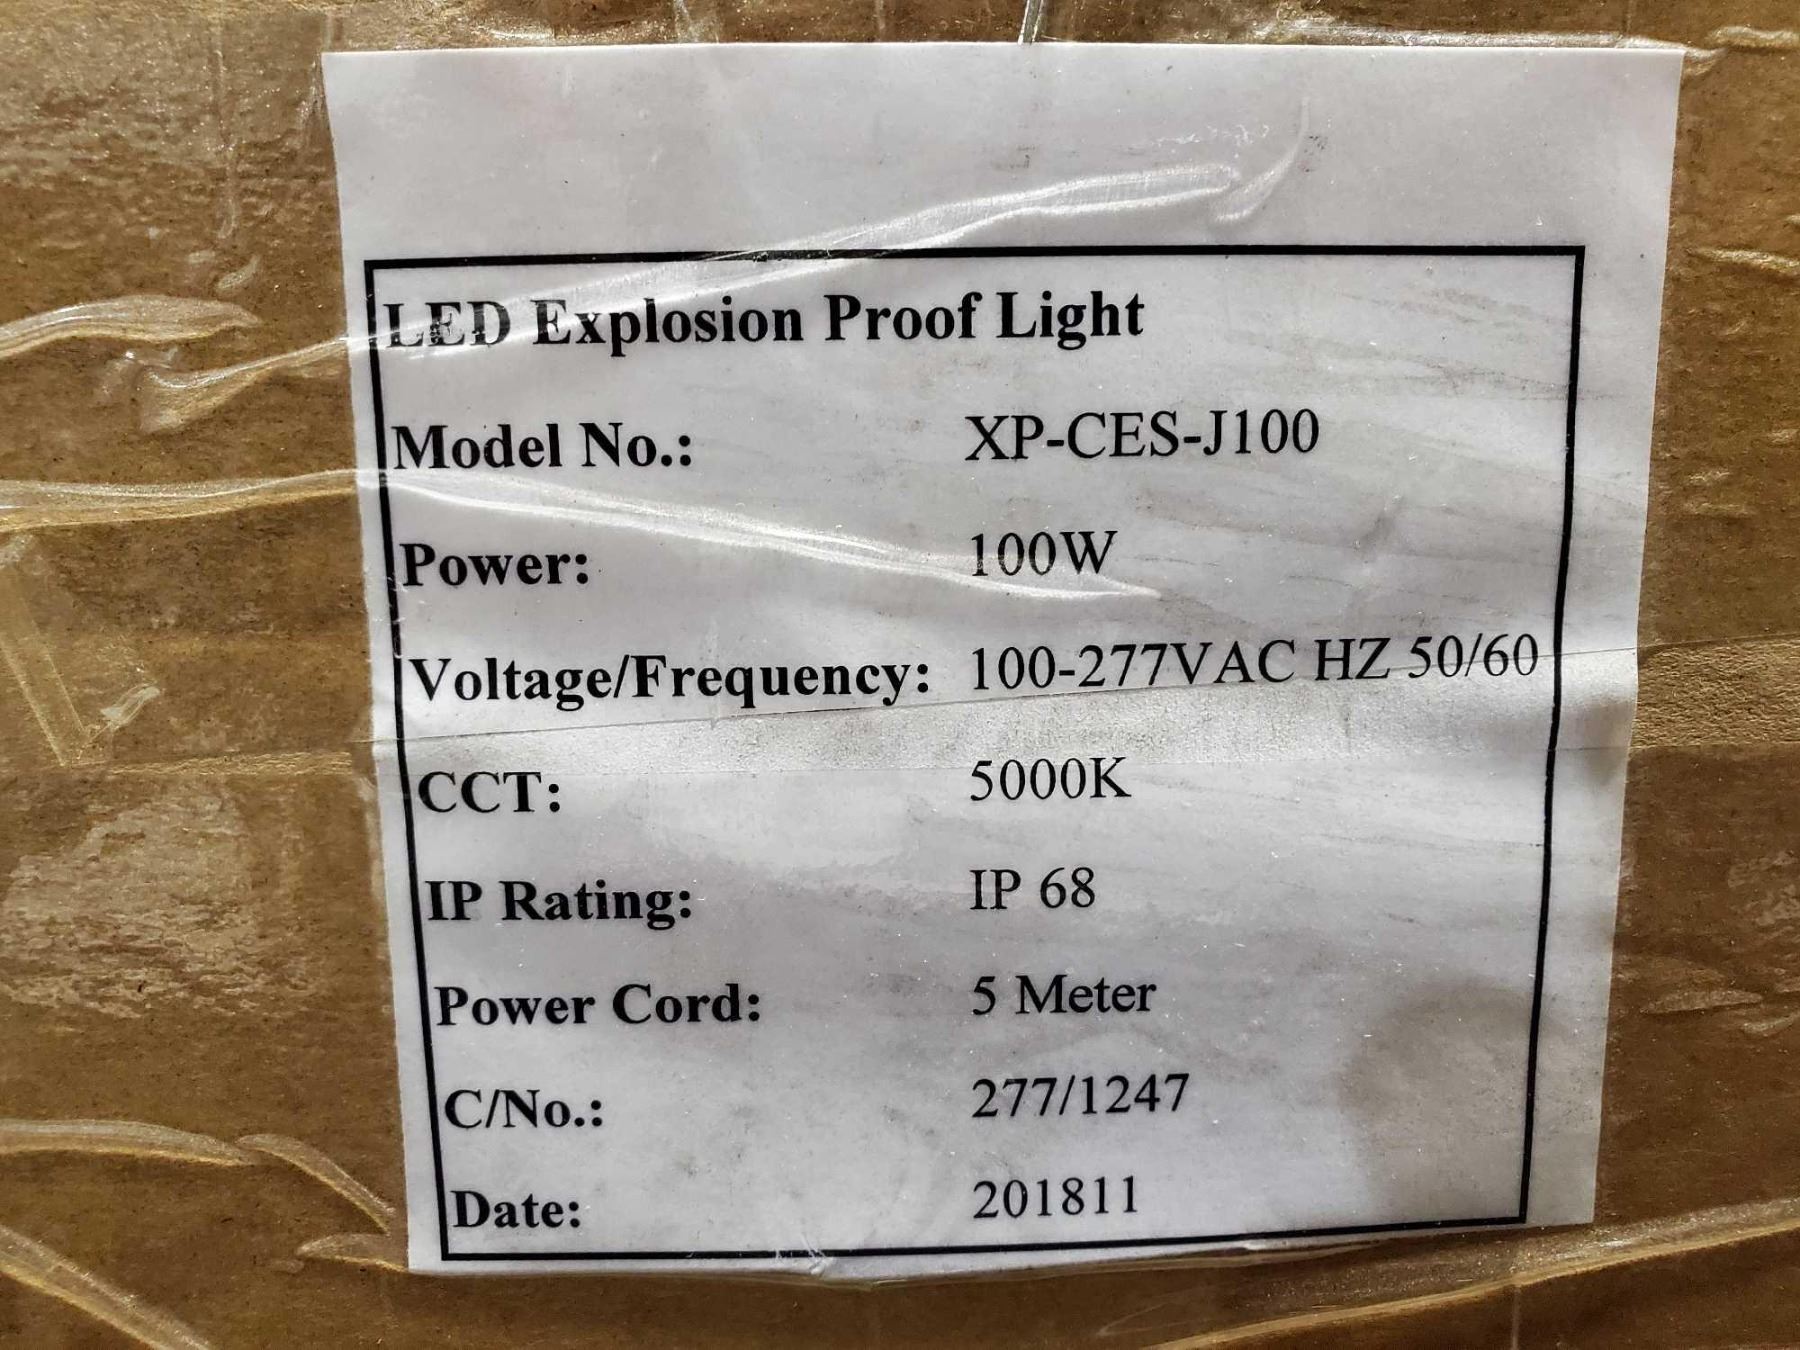 LED Explosion Proof Light
Model No.: XP-CES-J100
Power: 100W
Voltage/Frequency: 100-277VAC HZ 50/60
CCT: 5000K
IP Rating: IP 68
Power Cord: 5 Meter
C/No.: 277/1247
Date: 201811